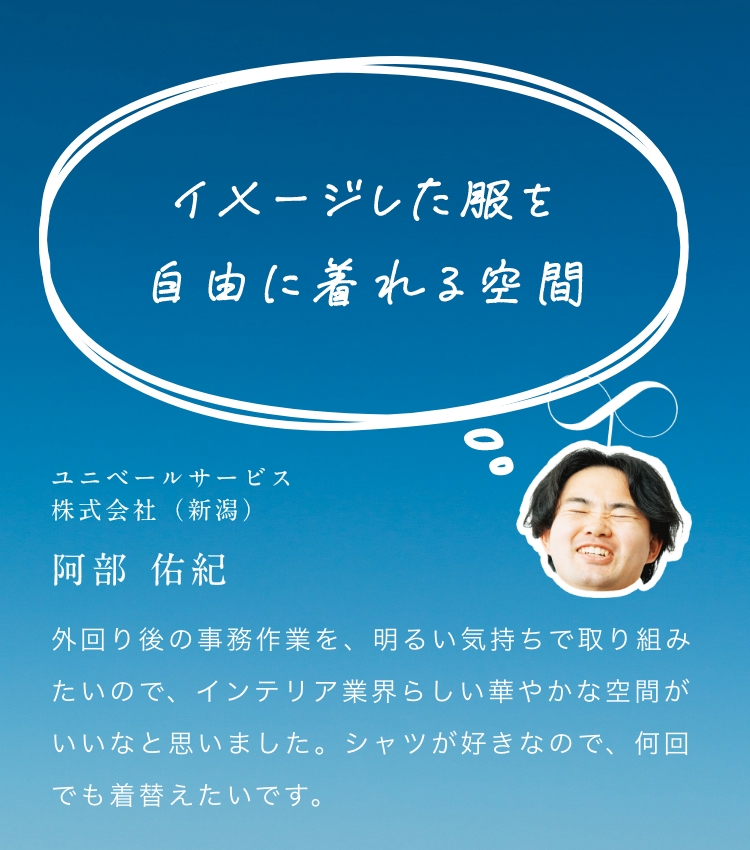 イメージした服を
自由に着れる空間
ユニベールサービス
株式会社（新潟）
阿部 佑紀
外回り後の事務作業を、明るい気持ちで取り組み
たいので、インテリア業界らしい華やかな空間が
いいなと思いました。シャツが好きなので、何回
でも着替えたいです。